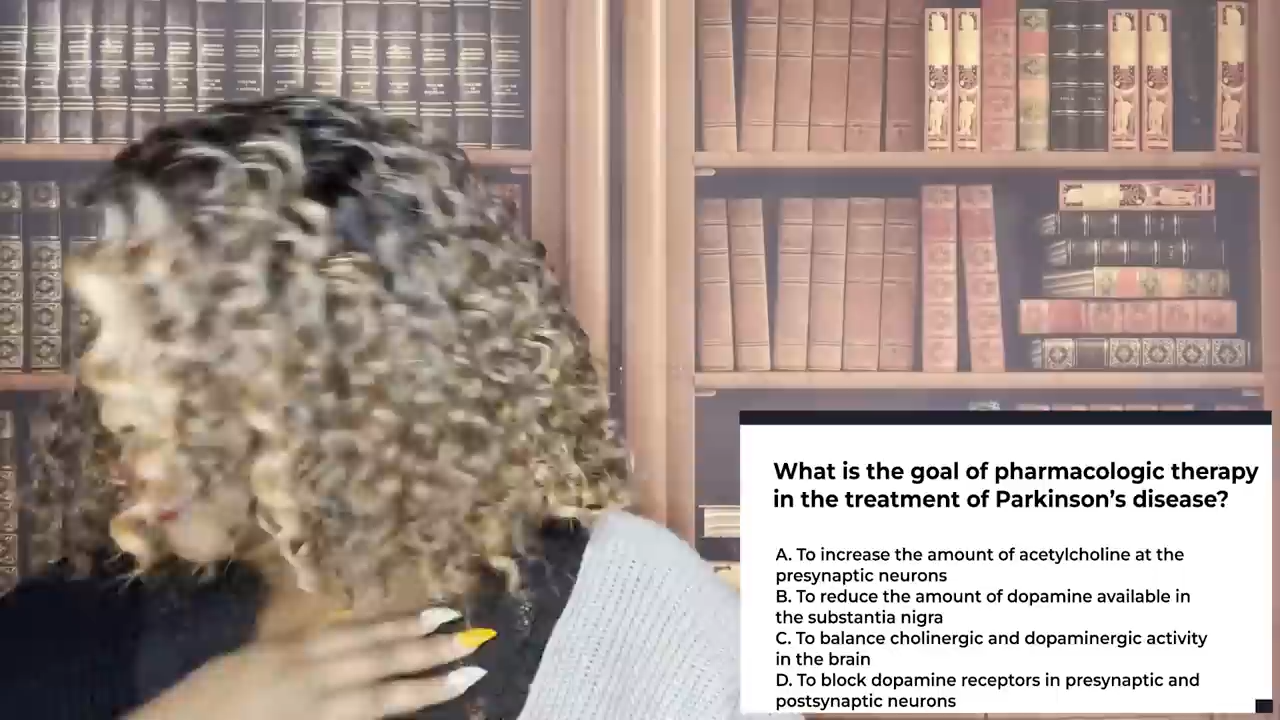 What is the goal of pharmacologic therapy
in the treatment of Parkinson’s disease?
A. To increase the amount of acetylcholine at the
presynaptic neurons
B. To reduce the amount of dopamine available in
the substantia nigra
C. To balance cholinergic and dopaminergic activity
in the brain
D. To block dopamine receptors in presynaptic and
postsynaptic neurons